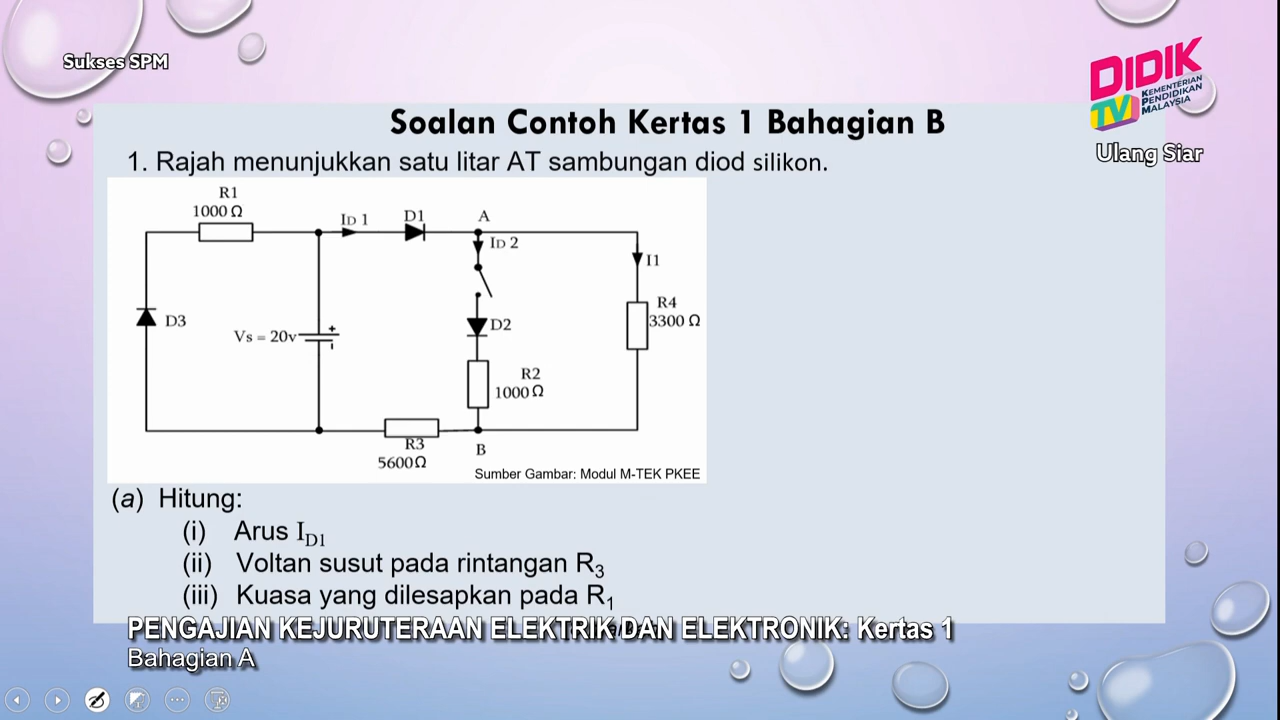 Sukses SPM
DIDIK
TV
KEMENTERIAN
PENDIDIKAN
MALAYSIA
Ulang Siar
Soalan Contoh Kertas 1 Bahagian B
1. Rajah menunjukkan satu litar AT sambungan diod silikon.
R1
1000 Ω
ID 1
D1
A
ID 2
I1
D3
Vs = 20v
+
-
D2
R4
3300 Ω
R2
1000 Ω
R3
5600Ω
B
Sumber Gambar: Modul M-TEK PKEE
(a) Hitung:
(i) Arus ID1
(ii) Voltan susut pada rintangan R3
(iii) Kuasa yang dilesapkan pada R1
PENGAJIAN KEJURUTERAAN ELEKTRIK DAN ELEKTRONIK: Kertas 1
Bahagian A